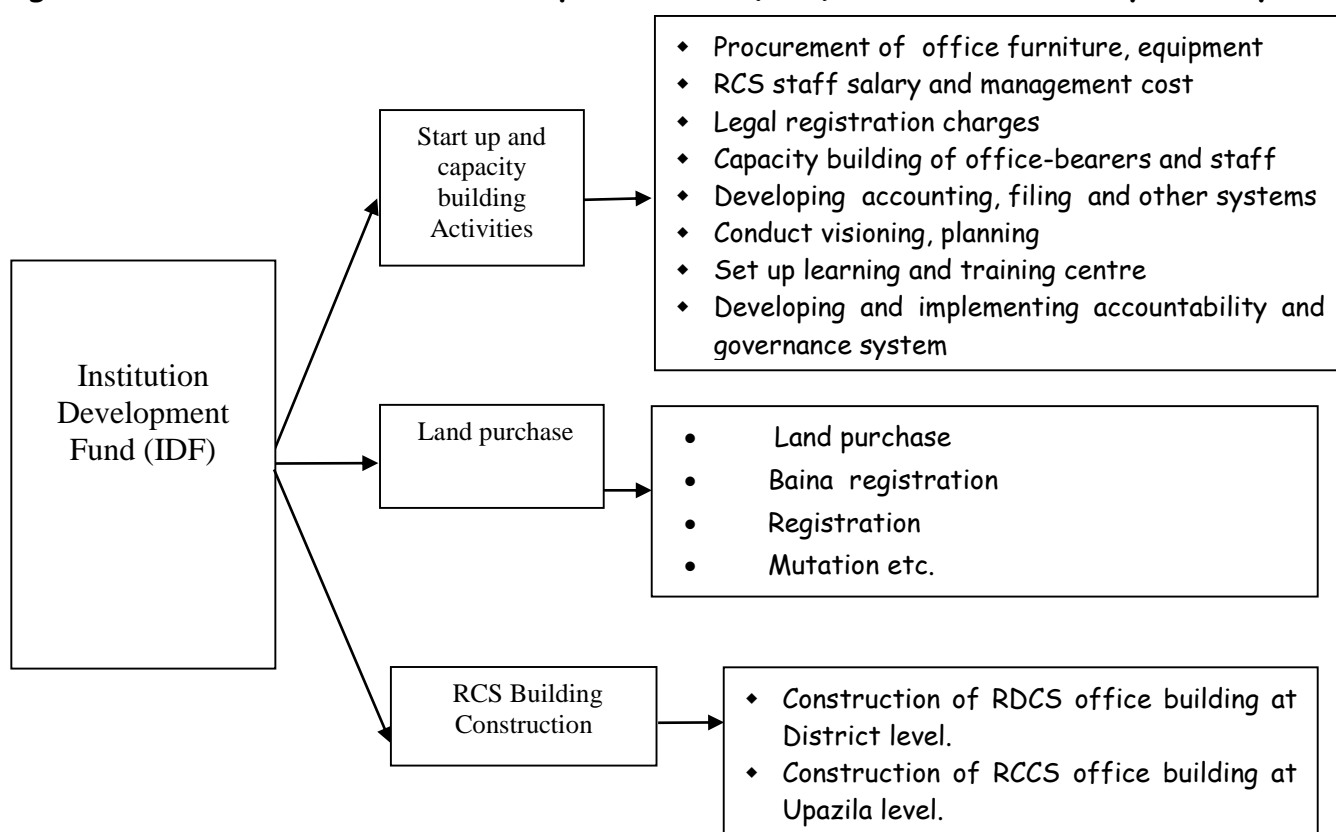 Institution
Development
Fund (IDF)
Start up and
capacity
building
Activities
◆ Procurement of office furniture, equipment
◆ RCS staff salary and management cost
◆ Legal registration charges
◆ Capacity building of office-bearers and staff
◆ Developing accounting, filing and other systems
◆ Conduct visioning, planning
◆ Set up learning and training centre
◆ Developing and implementing accountability and
governance system
Land purchase
• Land purchase
• Baina registration
• Registration
• Mutation etc.
RCS Building
Construction
◆ Construction of RDCS office building at
District level.
◆ Construction of RCCS office building at
Upazila level.